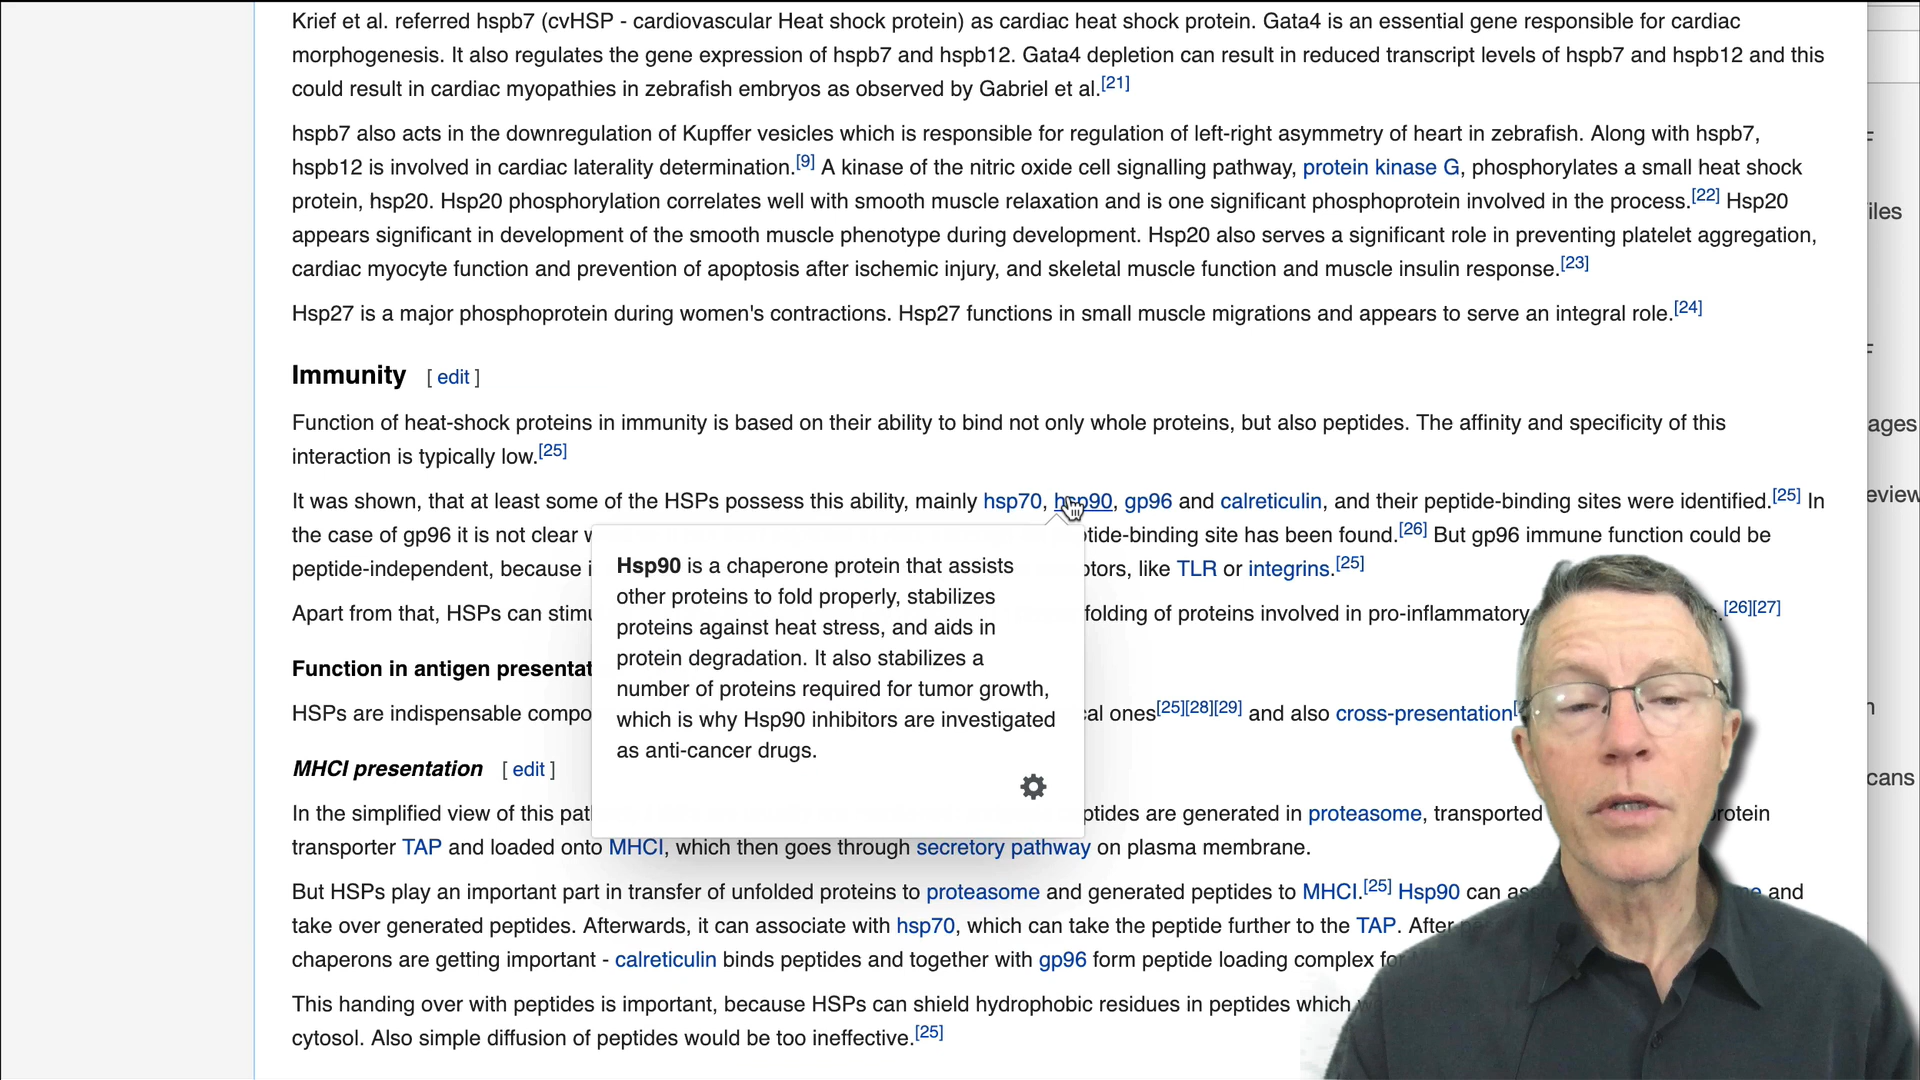 Krief et al. referred hspb7 (cvHSP - cardiovascular Heat shock protein) as cardiac heat shock protein. Gata4 is an essential gene responsible for cardiac
morphogenesis. It also regulates the gene expression of hspb7 and hspb12. Gata4 depletion can result in reduced transcript levels of hspb7 and hspb12 and this
could result in cardiac myopathies in zebrafish embryos as observed by Gabriel et al.[21]
hspb7 also acts in the downregulation of Kupffer vesicles which is responsible for regulation of left-right asymmetry of heart in zebrafish. Along with hspb7,
hspb12 is involved in cardiac laterality determination.[9] A kinase of the nitric oxide cell signalling pathway, protein kinase G, phosphorylates a small heat shock
protein, hsp20. Hsp20 phosphorylation correlates well with smooth muscle relaxation and is one significant phosphoprotein involved in the process.[22] Hsp20
appears significant in development of the smooth muscle phenotype during development. Hsp20 also serves a significant role in preventing platelet aggregation,
cardiac myocyte function and prevention of apoptosis after ischemic injury, and skeletal muscle function and muscle insulin response.[23]
Hsp27 is a major phosphoprotein during women's contractions. Hsp27 functions in small muscle migrations and appears to serve an integral role.[24]
Immunity [ edit ]
Function of heat-shock proteins in immunity is based on their ability to bind not only whole proteins, but also peptides. The affinity and specificity of this
interaction is typically low.[25]
It was shown, that at least some of the HSPs possess this ability, mainly hsp70, hsp90, gp96 and calreticulin, and their peptide-binding sites were identified.[25] In
the case of gp96 it is not clear tide-binding site has been found.[26] But gp96 immune function could be
peptide-independent, because i ptors, like TLR or integrins.[25]
Apart from that, HSPs can stimu folding of proteins involved in pro-inflammatory [26][27]
Function in antigen presentat
HSPs are indispensable compo al ones[25][28][29] and also cross-presentation
MHCI presentation [ edit ]
In the simplified view of this pat ptides are generated in proteasome, transported rotein
transporter TAP and loaded onto MHCI, which then goes through secretory pathway on plasma membrane.
But HSPs play an important part in transfer of unfolded proteins to proteasome and generated peptides to MHCI.[25] Hsp90 can and
take over generated peptides. Afterwards, it can associate with hsp70, which can take the peptide further to the TAP. After
chaperons are getting important - calreticulin binds peptides and together with gp96 form peptide loading complex for
This handing over with peptides is important, because HSPs can shield hydrophobic residues in peptides which
cytosol. Also simple diffusion of peptides would be too ineffective.[25]
Hsp90 is a chaperone protein that assists
other proteins to fold properly, stabilizes
proteins against heat stress, and aids in
protein degradation. It also stabilizes a
number of proteins required for tumor growth,
which is why Hsp90 inhibitors are investigated
as anti-cancer drugs.
iles
ages
eview
cans